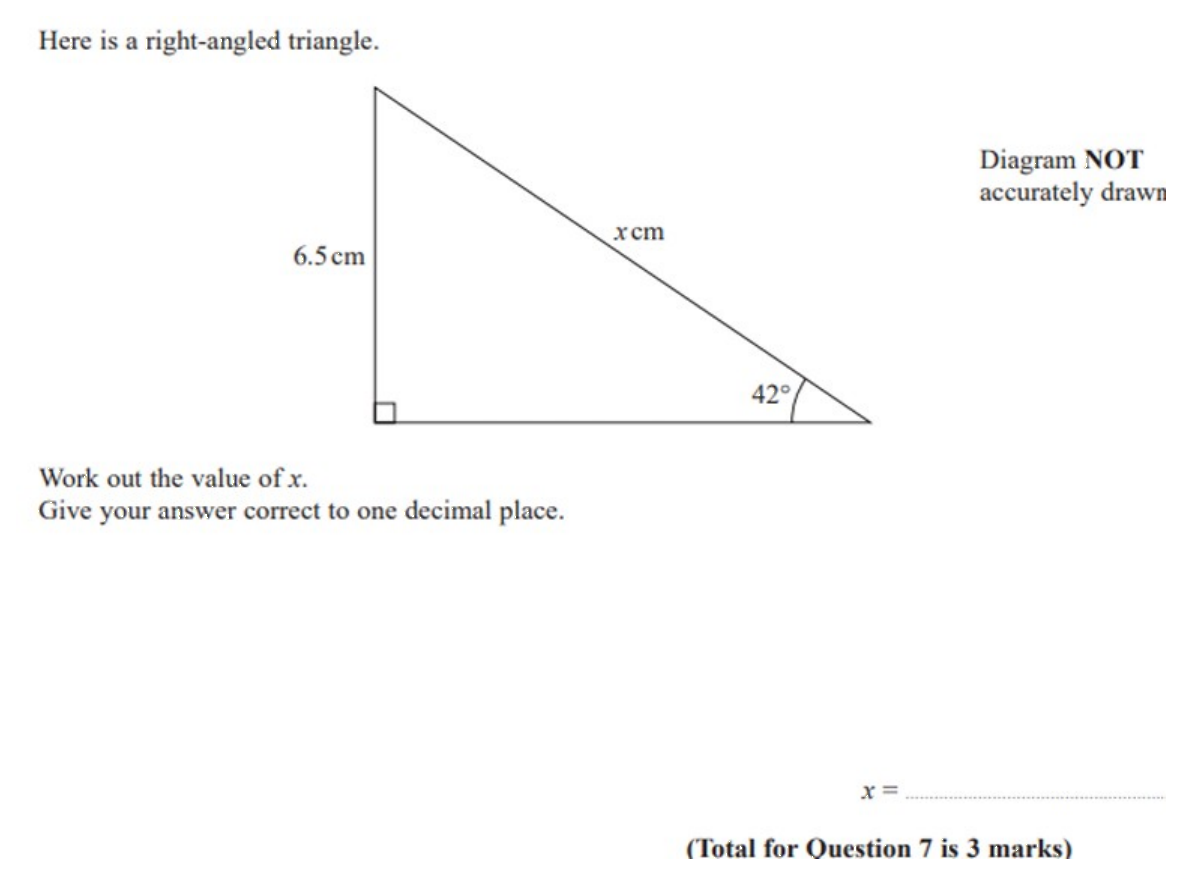 Here is a right-angled triangle.
Diagram NOT
accurately drawn
x cm
6.5 cm
42°
Work out the value of x.
Give your answer correct to one decimal place.
x =
(Total for Question 7 is 3 marks)